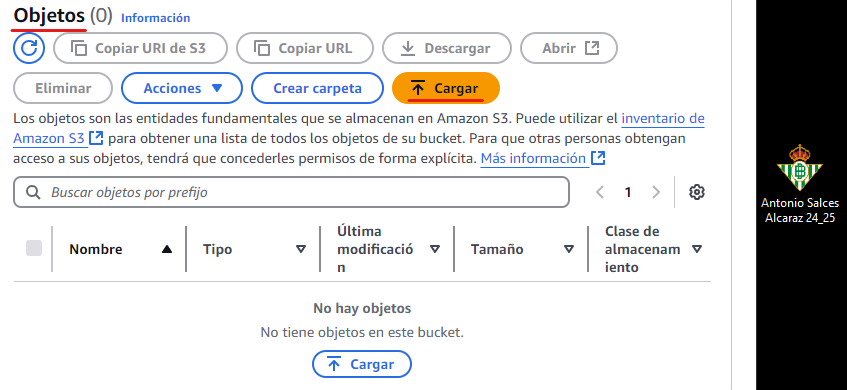 Objetos (0) Información
Copiar URI de S3 Copiar URL Descargar Abrir
Eliminar Acciones Crear carpeta Cargar
Los objetos son las entidades fundamentales que se almacenan en Amazon S3. Puede utilizar el inventario de
Amazon S3 para obtener una lista de todos los objetos de su bucket. Para que otras personas obtengan
acceso a sus objetos, tendrá que concederles permisos de forma explícita. Más información
Buscar objetos por prefijo 1
Antonio Salces
Alcaraz 24_25
Nombre Tipo Última
modificació
n Tamaño Clase de
almacenam
iento
No hay objetos
No tiene objetos en este bucket.
Cargar